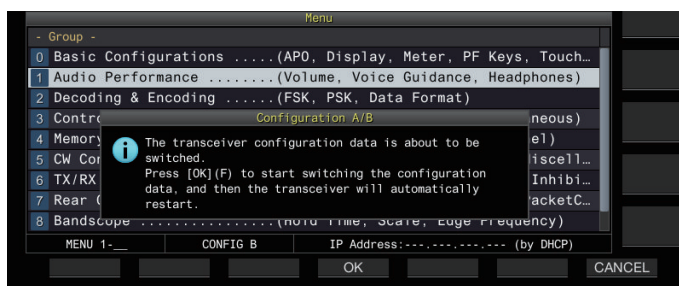 Menu
- Group -
0 Basic Configurations .....(APO, Display, Meter, PF Keys, Touch…
1 Audio Performance ........(Volume, Voice Guidance, Headphones)
2 Decoding & Encoding ......(FSK, PSK, Data Format)
3 Contro neous)
Configuration A/B
4 Memory el)
The transceiver configuration data is about to be
switched.
5 CW Con iscell…
Press [OK](F) to start switching the configuration
6 TX/RX Inhibi…
data, and then the transceiver will automatically
restart.
7 Rear acketC…
8 Bandscope ................(Hold Time, Scale, Edge Frequency)
MENU 1-__ CONFIG B IP Address:---.---.---.--- (by DHCP)
OK CANCEL